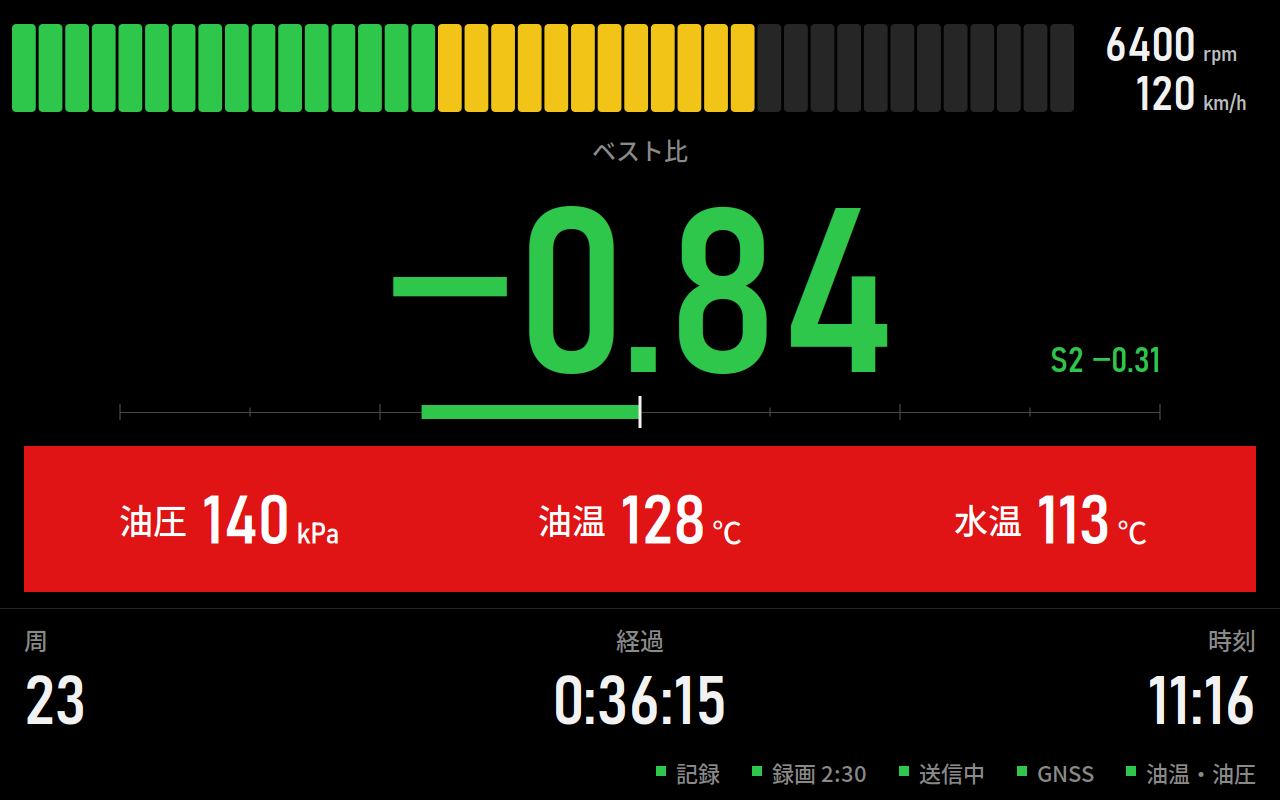 6400 rpm
120 km/h
ベスト比
−0.84
S2 −0.31
油圧 140 kPa 油温 128 °C 水温 113 °C
周 経過 時刻
23 0:36:15 11:16
記録 録画 2:30 送信中 GNSS 油温・油圧